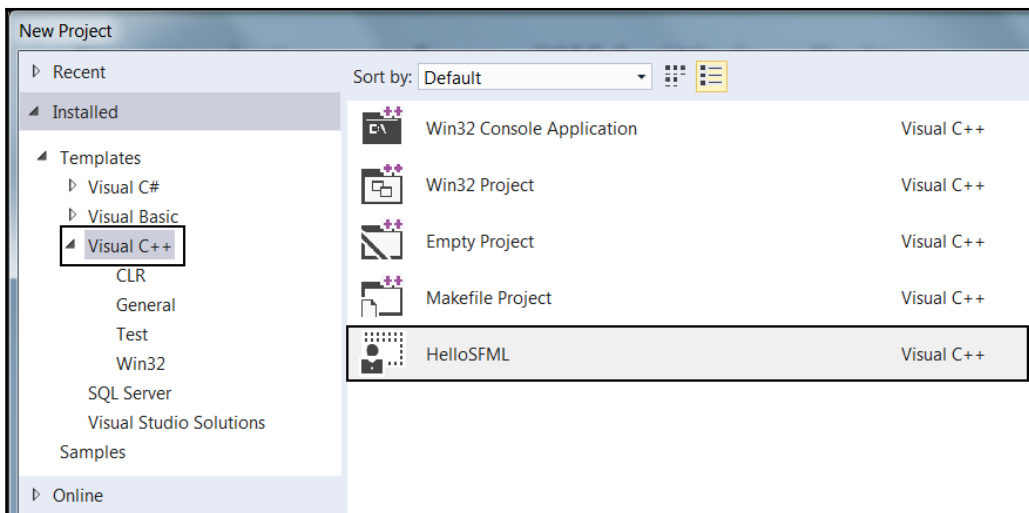 New Project
Recent
Installed
Templates
Visual C#
Visual Basic
Visual C++
CLR
General
Test
Win32
SQL Server
Visual Studio Solutions
Samples
Online
Sort by: Default
Win32 Console Application Visual C++
Win32 Project Visual C++
Empty Project Visual C++
Makefile Project Visual C++
HelloSFML Visual C++